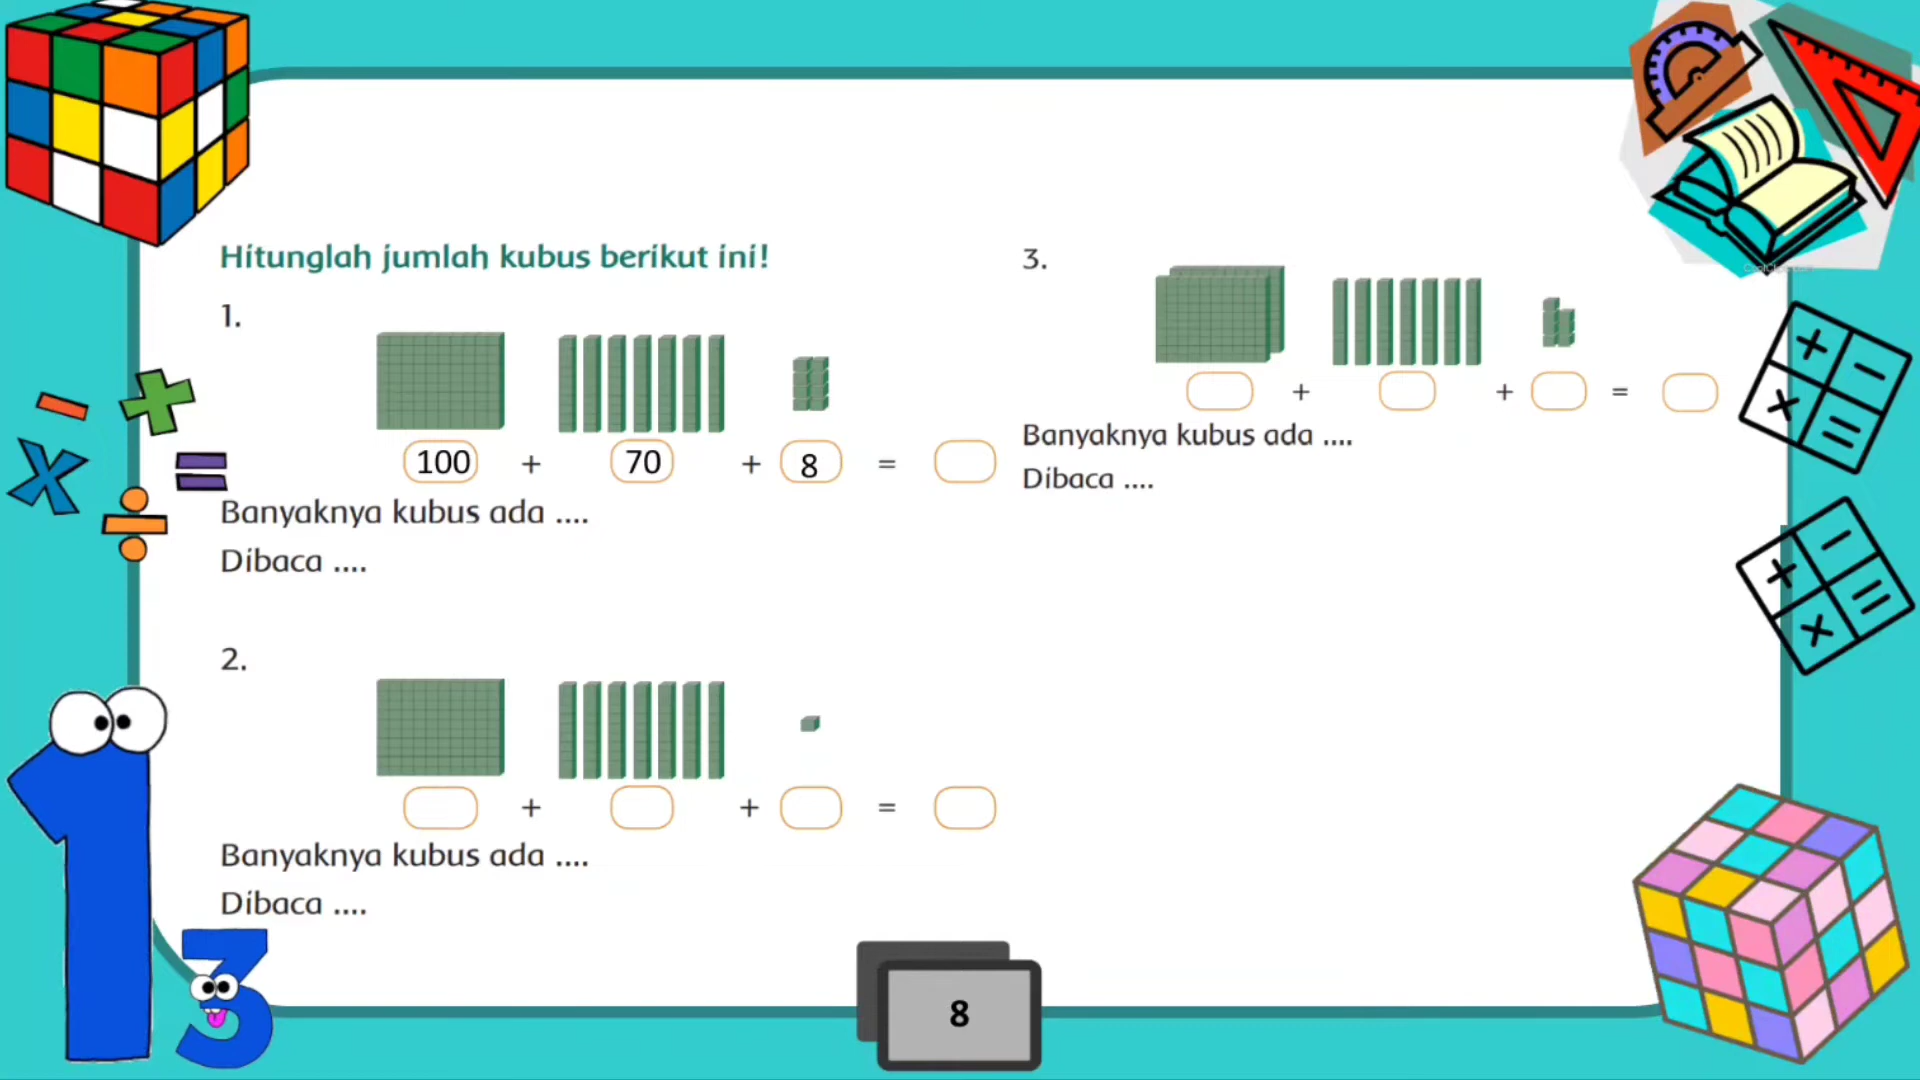 Hitunglah jumlah kubus berikut ini!
1.
100 + 70 + 8 =
Banyaknya kubus ada ....
Dibaca ....
2.
+ + =
Banyaknya kubus ada ....
Dibaca ....
3.
+ + =
Banyaknya kubus ada ....
Dibaca ....
8